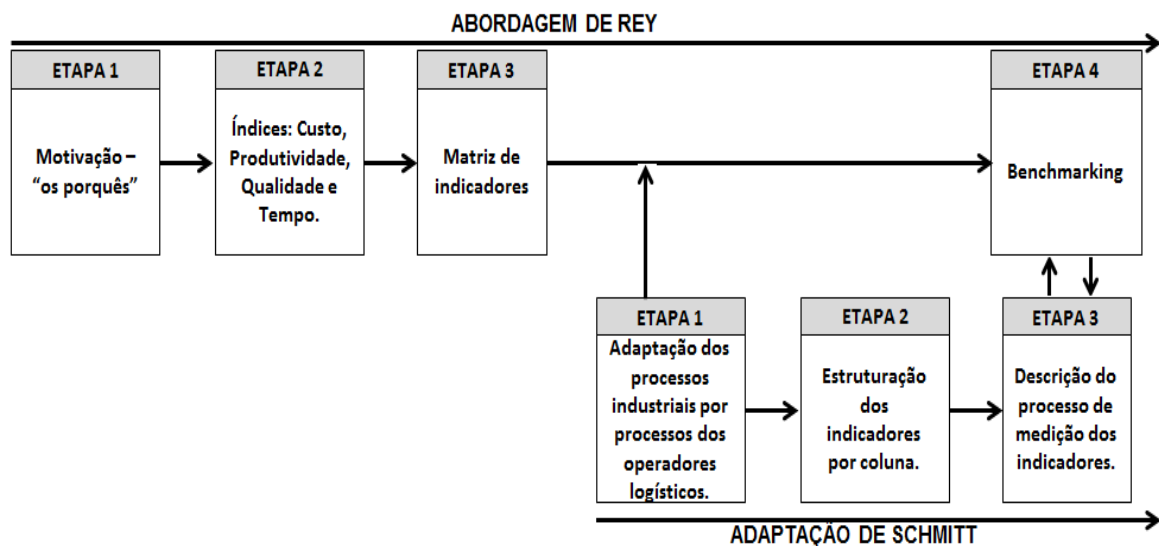 ABORDAGEM DE REY
ETAPA 1
Motivação –
“os porquês”
ETAPA 2
Índices: Custo,
Produtividade,
Qualidade e
Tempo.
ETAPA 3
Matriz de
indicadores
ETAPA 4
Benchmarking
ETAPA 1
Adaptação dos
processos
industriais por
processos dos
operadores
logísticos.
ETAPA 2
Estruturação
dos
indicadores
por coluna.
ETAPA 3
Descrição do
processo de
medição dos
indicadores.
ADAPTAÇÃO DE SCHMITT